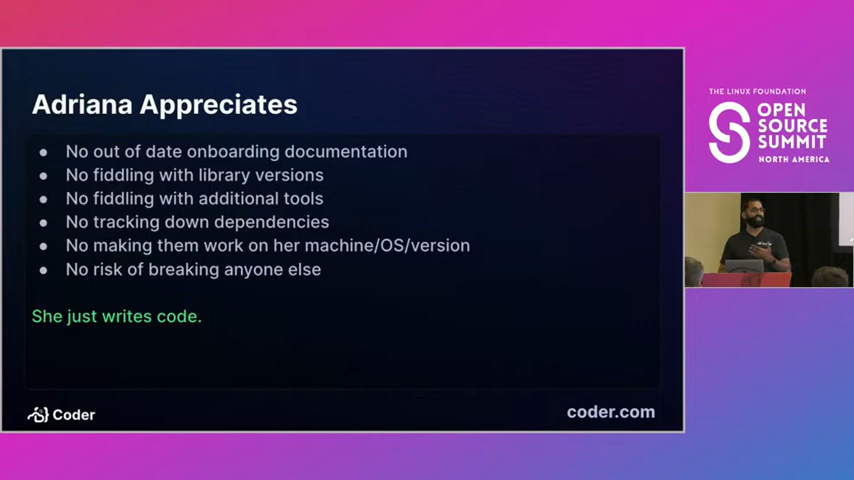 Adriana Appreciates
● No out of date onboarding documentation
● No fiddling with library versions
● No fiddling with additional tools
● No tracking down dependencies
● No making them work on her machine/OS/version
● No risk of breaking anyone else
She just writes code.
Coder
coder.com
THE LINUX FOUNDATION
OPEN
SOURCE
SUMMIT
NORTH AMERICA